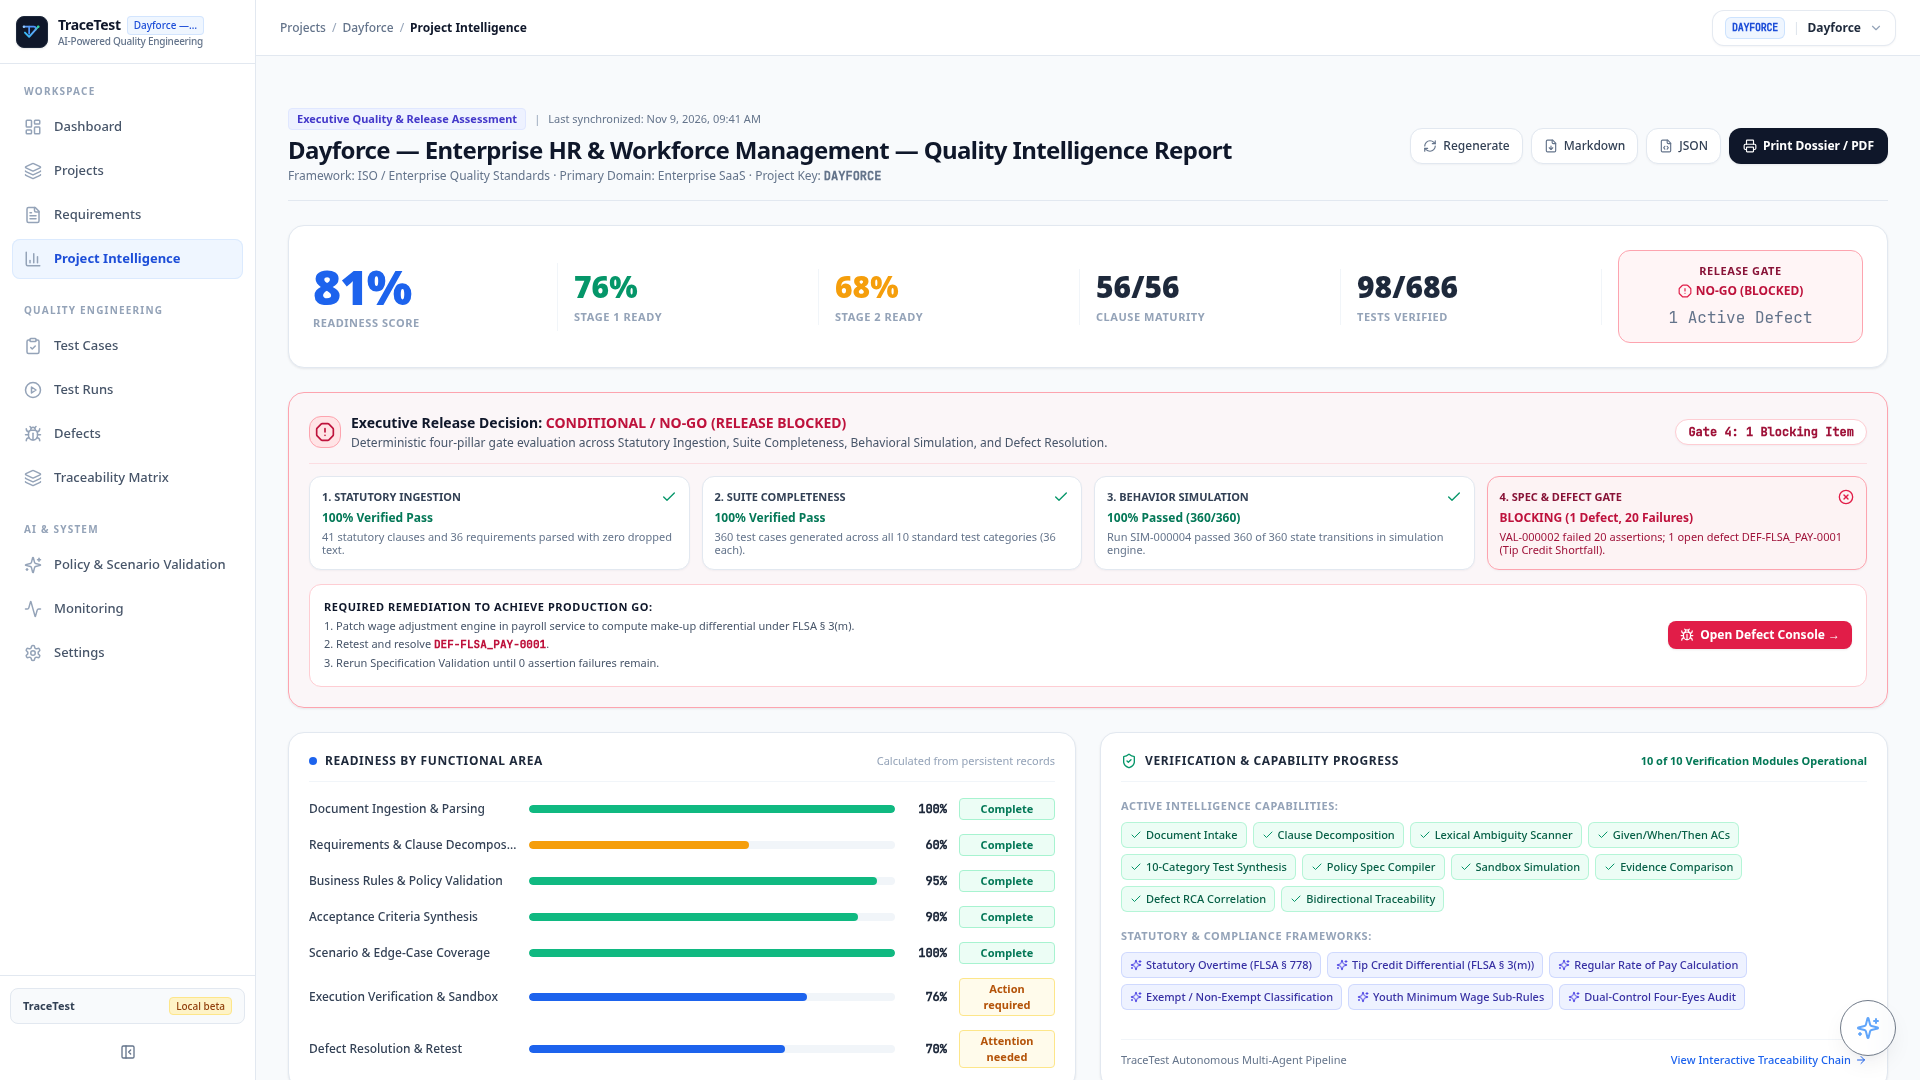 TraceTest
Dayforce —...
AI-Powered Quality Engineering
WORKSPACE
Dashboard
Projects
Requirements
Project Intelligence
QUALITY ENGINEERING
Test Cases
Test Runs
Defects
Traceability Matrix
AI & SYSTEM
Policy & Scenario Validation
Monitoring
Settings
TraceTest
Local beta
Projects / Dayforce / Project Intelligence
DAYFORCE
Dayforce
Executive Quality & Release Assessment | Last synchronized: Nov 9, 2026, 09:41 AM
Dayforce — Enterprise HR & Workforce Management — Quality Intelligence Report
Framework: ISO / Enterprise Quality Standards · Primary Domain: Enterprise SaaS · Project Key: DAYFORCE
Regenerate
Markdown
JSON
Print Dossier / PDF
81%
READINESS SCORE
76%
STAGE 1 READY
68%
STAGE 2 READY
56/56
CLAUSE MATURITY
98/686
TESTS VERIFIED
RELEASE GATE
NO-GO (BLOCKED)
1 Active Defect
Executive Release Decision: CONDITIONAL / NO-GO (RELEASE BLOCKED)
Deterministic four-pillar gate evaluation across Statutory Ingestion, Suite Completeness, Behavioral Simulation, and Defect Resolution.
Gate 4: 1 Blocking Item
1. STATUTORY INGESTION
100% Verified Pass
41 statutory clauses and 36 requirements parsed with zero dropped
text.
2. SUITE COMPLETENESS
100% Verified Pass
360 test cases generated across all 10 standard test categories (36
each).
3. BEHAVIOR SIMULATION
100% Passed (360/360)
Run SIM-000004 passed 360 of 360 state transitions in simulation
engine.
4. SPEC & DEFECT GATE
BLOCKING (1 Defect, 20 Failures)
VAL-000002 failed 20 assertions; 1 open defect DEF-FLSA_PAY-0001
(Tip Credit Shortfall).
REQUIRED REMEDIATION TO ACHIEVE PRODUCTION GO:
1. Patch wage adjustment engine in payroll service to compute make-up differential under FLSA § 3(m).
2. Retest and resolve DEF-FLSA_PAY-0001.
3. Rerun Specification Validation until 0 assertion failures remain.
Open Defect Console →
READINESS BY FUNCTIONAL AREA
Calculated from persistent records
Document Ingestion & Parsing 100% Complete
Requirements & Clause Decompos... 60% Complete
Business Rules & Policy Validation 95% Complete
Acceptance Criteria Synthesis 90% Complete
Scenario & Edge-Case Coverage 100% Complete
Execution Verification & Sandbox 76% Action
required
Defect Resolution & Retest 70% Attention
needed
VERIFICATION & CAPABILITY PROGRESS
10 of 10 Verification Modules Operational
ACTIVE INTELLIGENCE CAPABILITIES:
Document Intake
Clause Decomposition
Lexical Ambiguity Scanner
Given/When/Then ACs
10-Category Test Synthesis
Policy Spec Compiler
Sandbox Simulation
Evidence Comparison
Defect RCA Correlation
Bidirectional Traceability
STATUTORY & COMPLIANCE FRAMEWORKS:
Statutory Overtime (FLSA § 778)
Tip Credit Differential (FLSA § 3(m))
Regular Rate of Pay Calculation
Exempt / Non-Exempt Classification
Youth Minimum Wage Sub-Rules
Dual-Control Four-Eyes Audit
TraceTest Autonomous Multi-Agent Pipeline
View Interactive Traceability Chain →